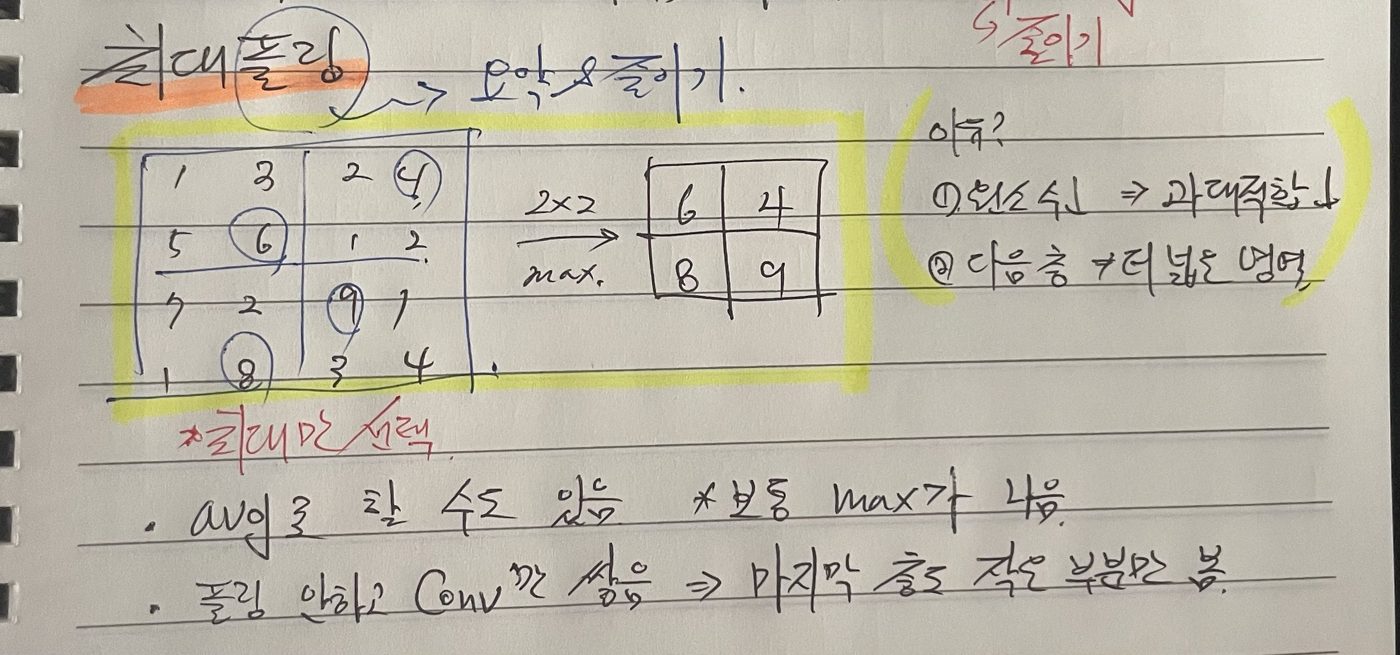 ↳ 줄이기
최대풀링 → 요약 & 줄이기.
1 3 2 4
5 6 1 2
7 2 9 1
1 8 3 4
2×2
max.
6 4
8 9
이유?
① 원소 수↓ ⇒ 과대적합↓
② 다음 층 ⇒ 더 넓은 영역
*최대만 선택.
· avg로 할 수도 있음 *보통 max가 나음.
· 풀링 안하고 Conv만 쌓음 ⇒ 마지막 층도 작은 부분만 봄.